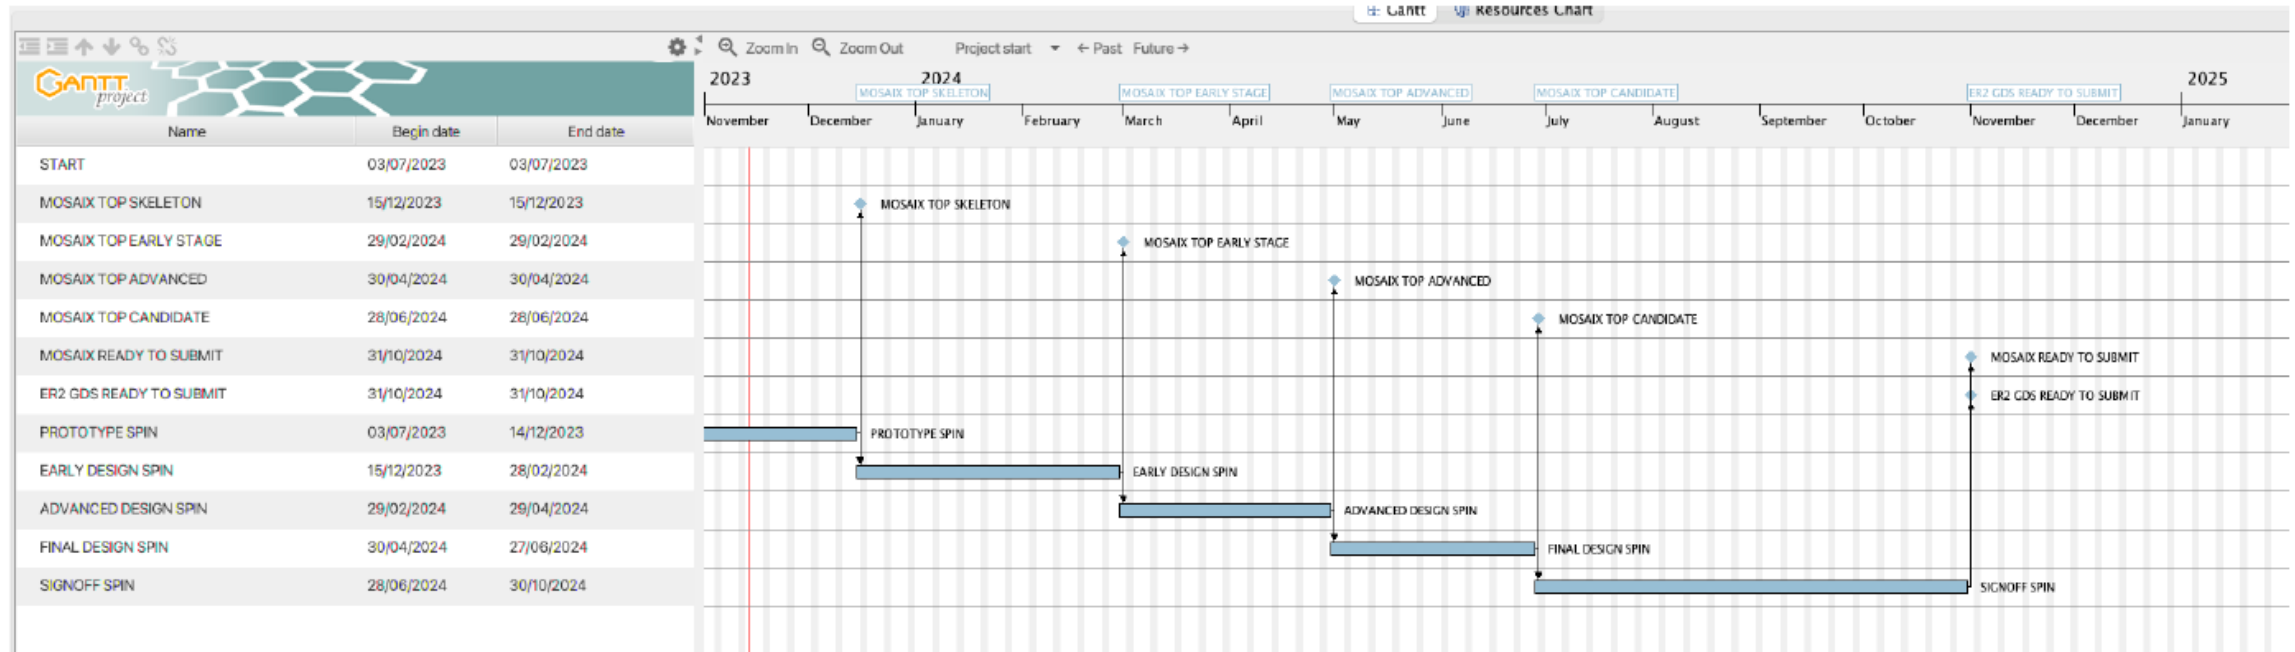 Gantt Resources Chart
Zoom In Zoom Out Project start ← Past Future →
GANTT project
2023 2024 2025
MOSAIX TOP SKELETON MOSAIX TOP EARLY STAGE MOSAIX TOP ADVANCED MOSAIX TOP CANDIDATE ER2 GDS READY TO SUBMIT
November December January February March April May June July August September October November December January
Name Begin date End date
START 03/07/2023 03/07/2023
MOSAIX TOP SKELETON 15/12/2023 15/12/2023 MOSAIX TOP SKELETON
MOSAIX TOP EARLY STAGE 29/02/2024 29/02/2024 MOSAIX TOP EARLY STAGE
MOSAIX TOP ADVANCED 30/04/2024 30/04/2024 MOSAIX TOP ADVANCED
MOSAIX TOP CANDIDATE 28/06/2024 28/06/2024 MOSAIX TOP CANDIDATE
MOSAIX READY TO SUBMIT 31/10/2024 31/10/2024 MOSAIX READY TO SUBMIT
ER2 GDS READY TO SUBMIT 31/10/2024 31/10/2024 ER2 GDS READY TO SUBMIT
PROTOTYPE SPIN 03/07/2023 14/12/2023 PROTOTYPE SPIN
EARLY DESIGN SPIN 15/12/2023 28/02/2024 EARLY DESIGN SPIN
ADVANCED DESIGN SPIN 29/02/2024 29/04/2024 ADVANCED DESIGN SPIN
FINAL DESIGN SPIN 30/04/2024 27/06/2024 FINAL DESIGN SPIN
SIGNOFF SPIN 28/06/2024 30/10/2024 SIGNOFF SPIN